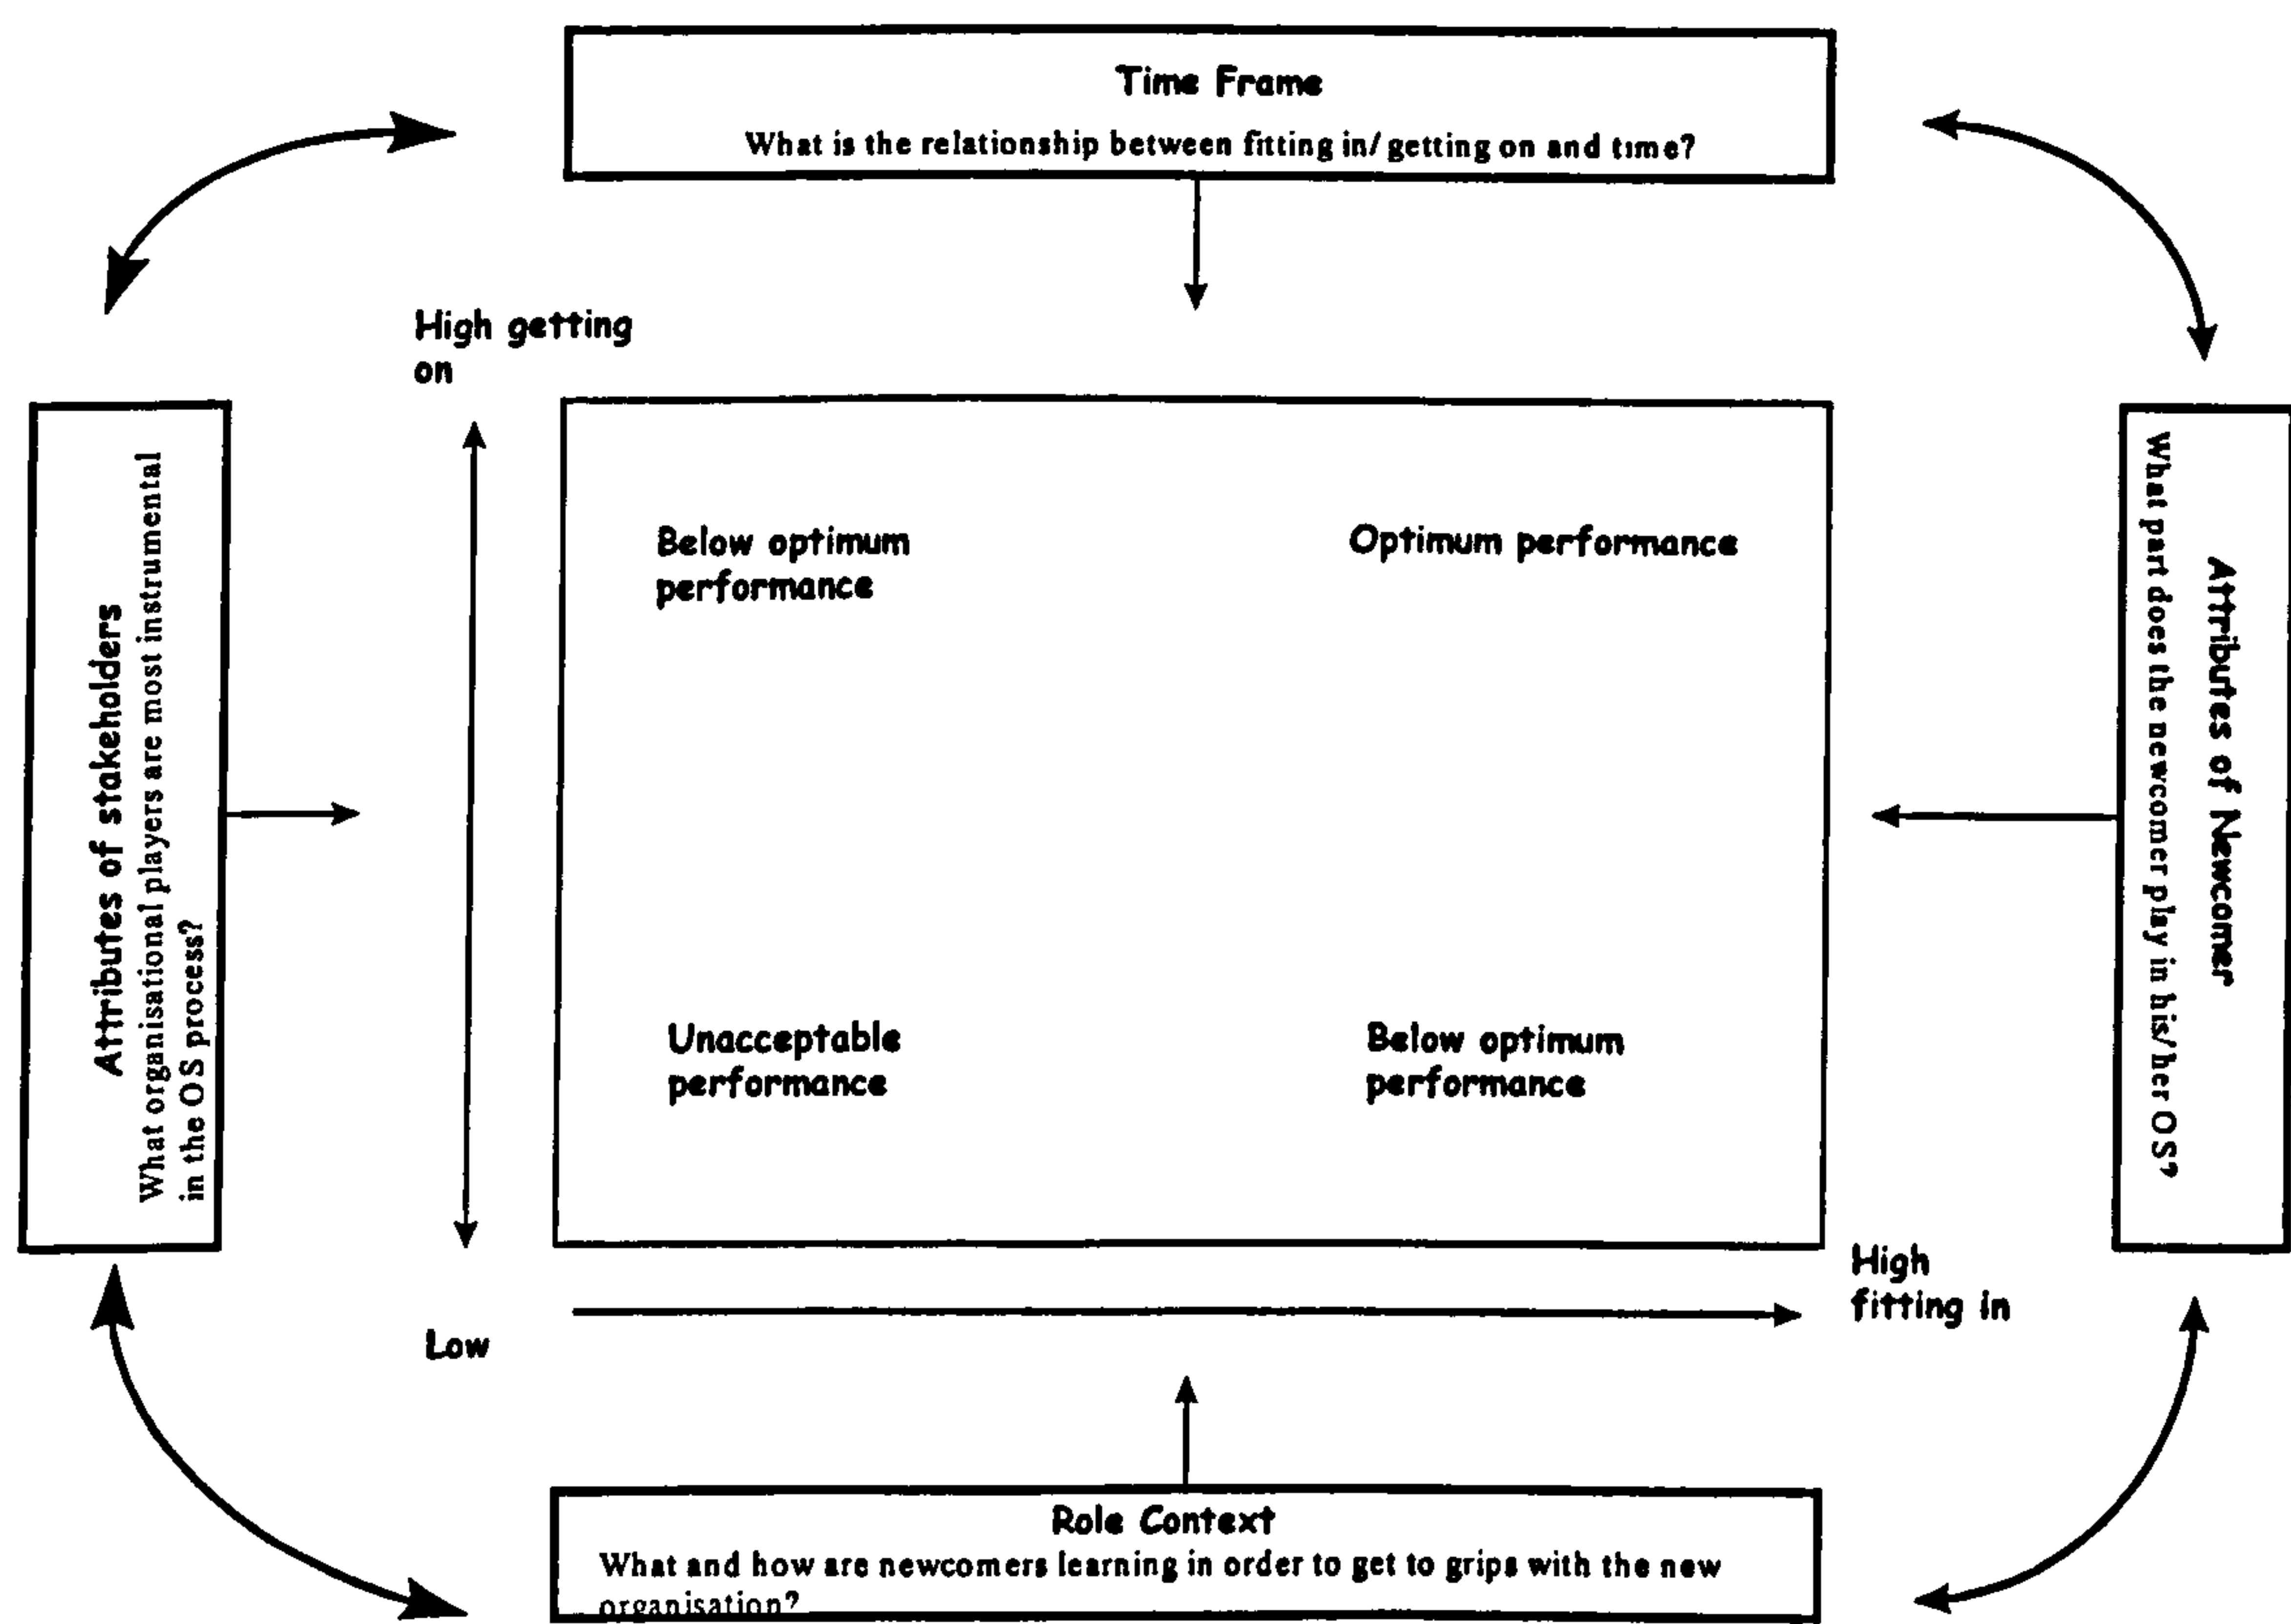 Time Frame
What is the relationship between fitting in/ getting on and time?
High getting
on
Attributes of stakeholders
What organisational players are most instrumental
in the OS process?
Below optimum
performance
Optimum performance
Unacceptable
performance
Below optimum
performance
Attributes of Newcomer
What part does the newcomer play in his/her OS?
High
fitting in
Low
Role Context
What and how are newcomers learning in order to get to grips with the new
organisation?